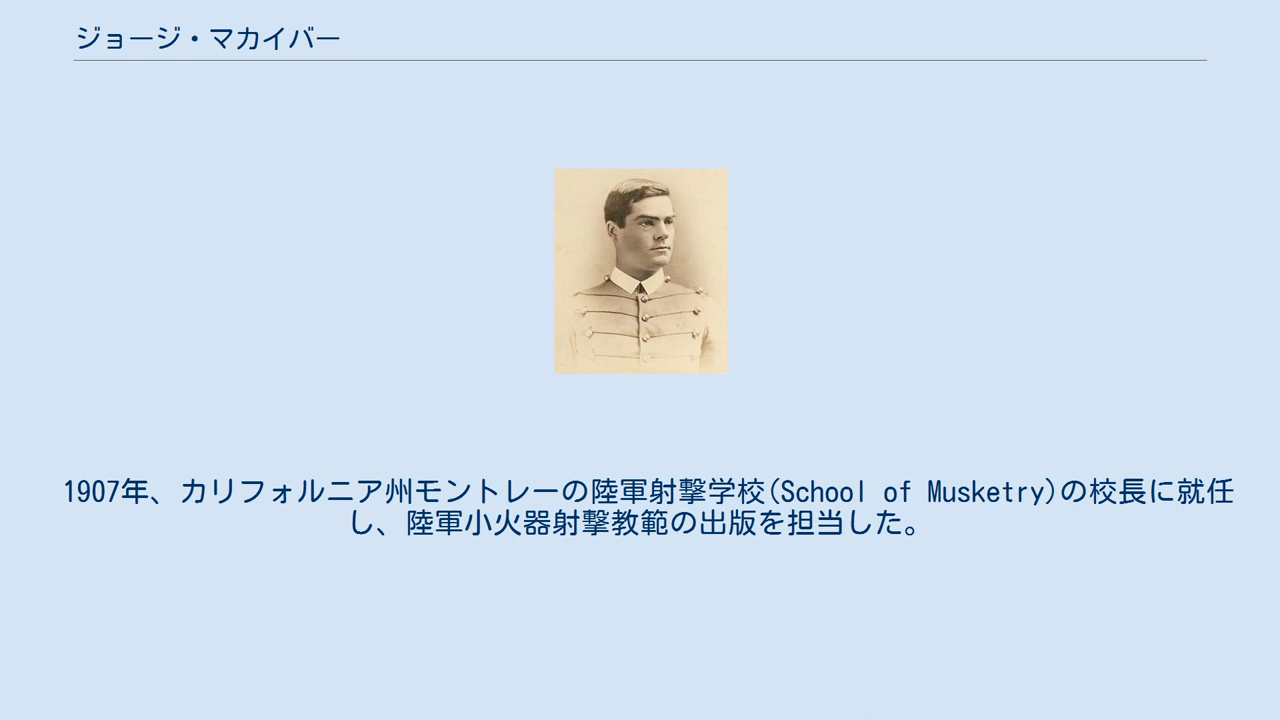 ジョージ・マカイバー
1907年、カリフォルニア州モントレーの陸軍射撃学校(School of Musketry)の校長に就任
し、陸軍小火器射撃教範の出版を担当した。